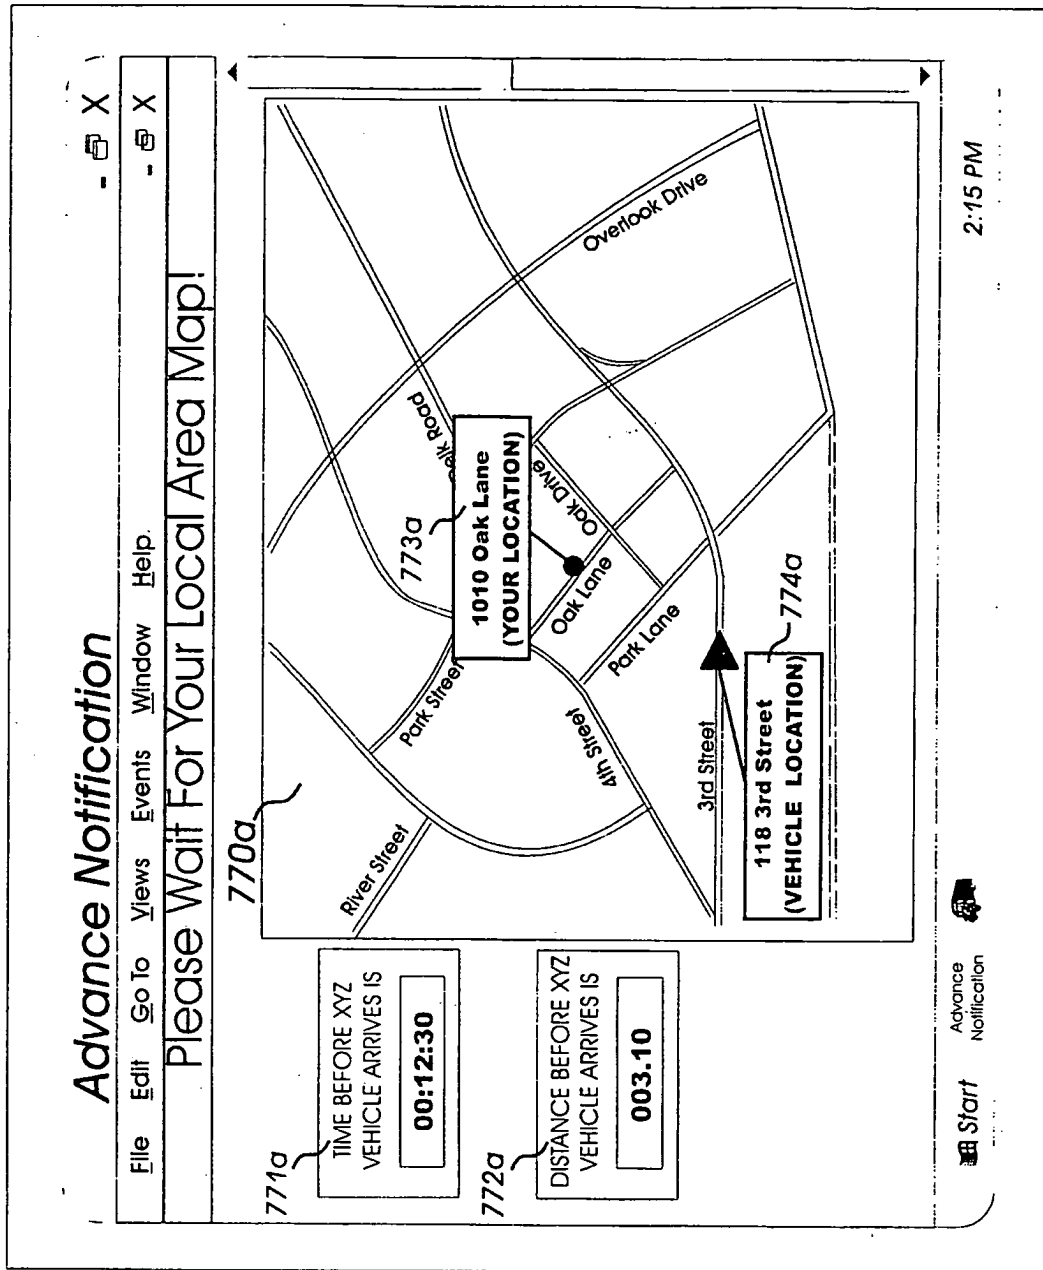 Advance Notification
- X
File Edit Go To Views Events Window Help.
- X
Please Wait For Your Local Area Map!
770a
771a
TIME BEFORE XYZ
VEHICLE ARRIVES IS
00:12:30
772a
DISTANCE BEFORE XYZ
VEHICLE ARRIVES IS
003.10
River Street
Park Street
4th Street
3rd Street
773a
1010 Oak Lane
(YOUR LOCATION)
Road
Oak Drive
Oak Lane
Park Lane
Overlook Drive
118 3rd Street
(VEHICLE LOCATION)
774a
Start
Advance
Notification
2:15 PM